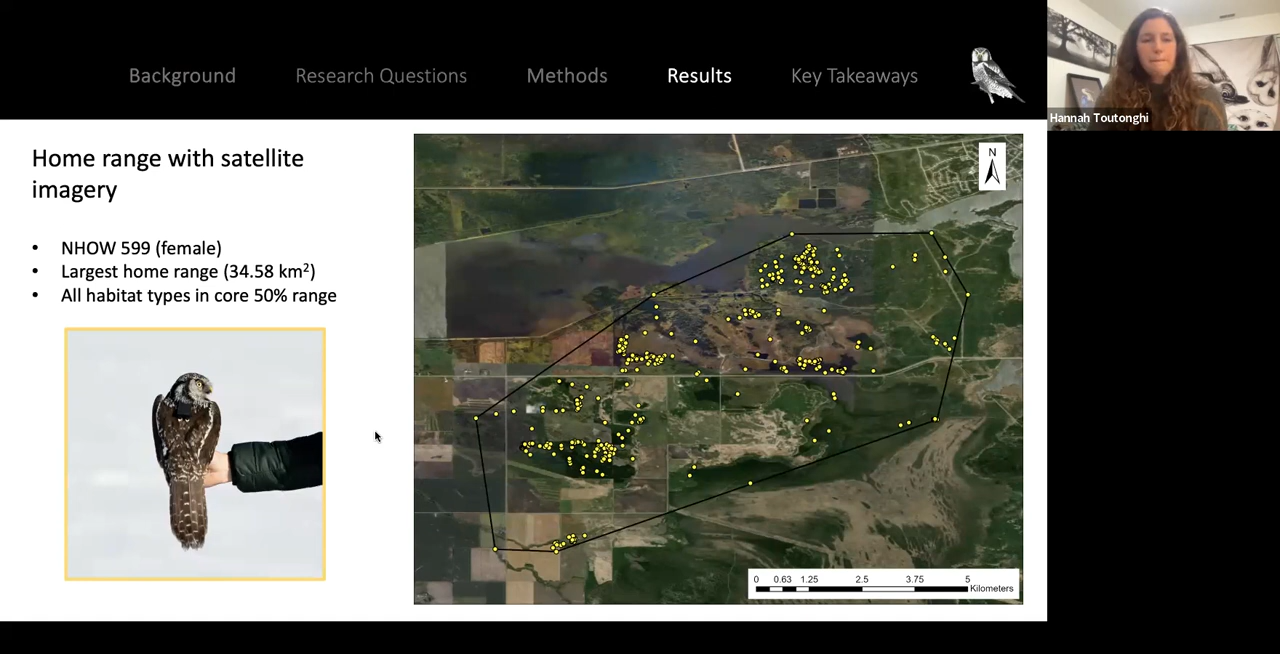 Background Research Questions Methods Results Key Takeaways
Hannah Toutonghi
Home range with satellite
imagery
• NHOW 599 (female)
• Largest home range (34.58 km²)
• All habitat types in core 50% range
N
0 0.63 1.25 2.5 3.75 5
Kilometers